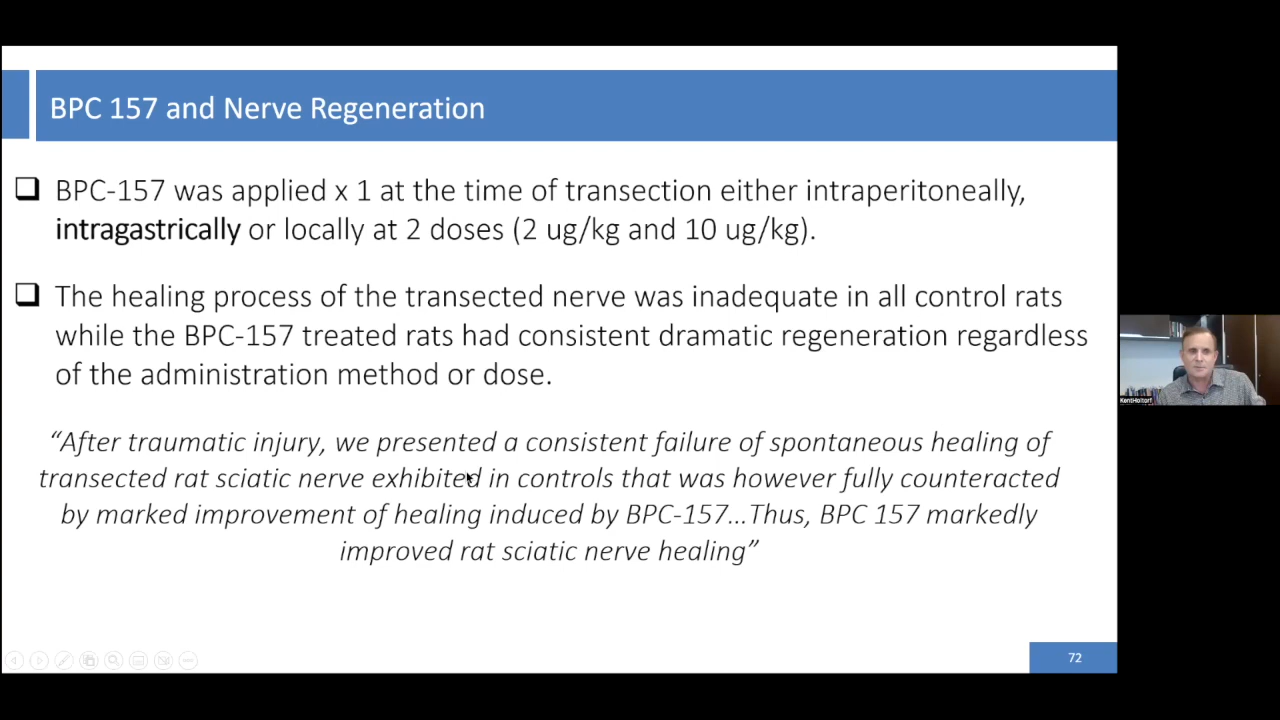 BPC 157 and Nerve Regeneration
BPC-157 was applied x 1 at the time of transection either intraperitoneally,
intragastrically or locally at 2 doses (2 ug/kg and 10 ug/kg).
The healing process of the transected nerve was inadequate in all control rats
while the BPC-157 treated rats had consistent dramatic regeneration regardless
of the administration method or dose.
“After traumatic injury, we presented a consistent failure of spontaneous healing of
transected rat sciatic nerve exhibited in controls that was however fully counteracted
by marked improvement of healing induced by BPC-157…Thus, BPC 157 markedly
improved rat sciatic nerve healing”
KentHoltorf
72